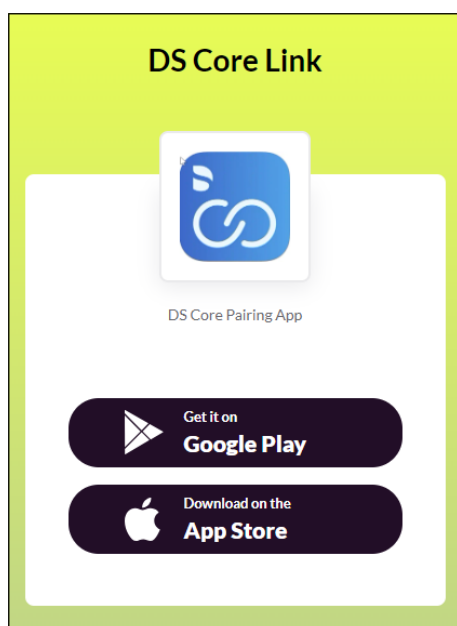 DS Core Link
DS Core Pairing App
Get it on
Google Play
Download on the
App Store